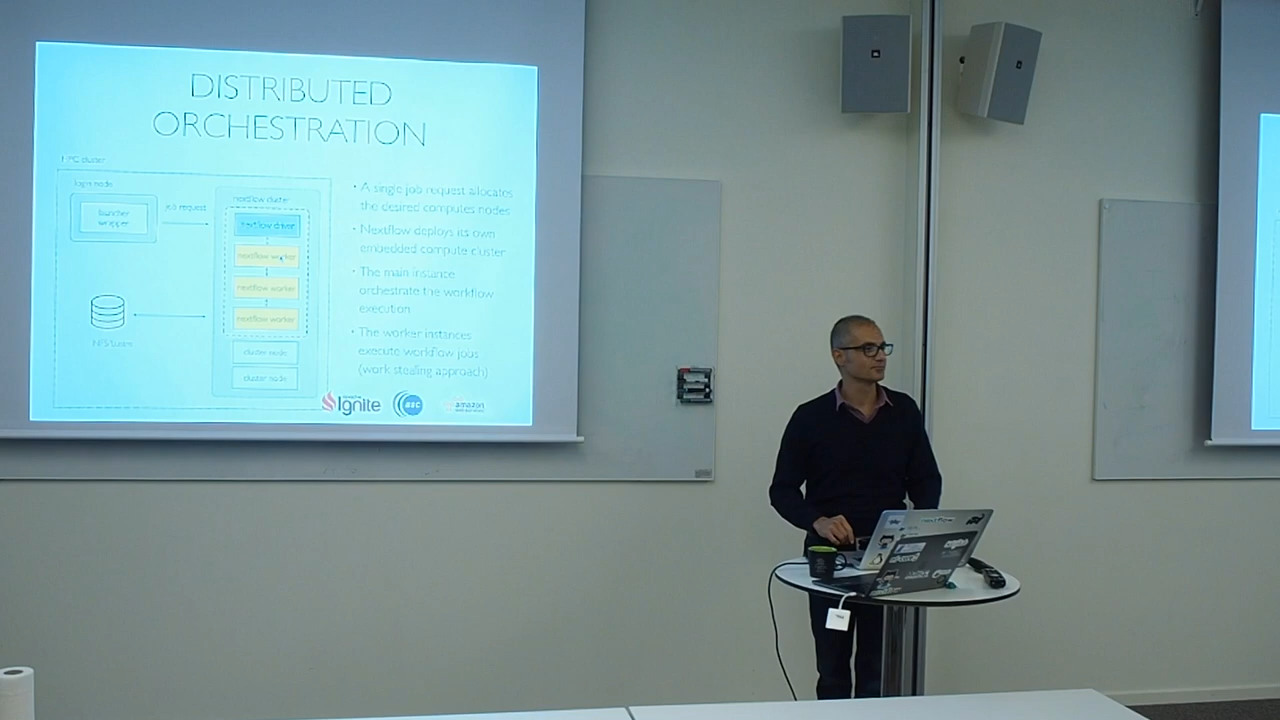 DISTRIBUTED
ORCHESTRATION
HPC cluster
login node
launcher
wrapper
job request
nextflow cluster
nextflow driver
nextflow worker
nextflow worker
nextflow worker
cluster node
cluster node
• A single job request allocates
the desired computes nodes
• Nextflow deploys its own
embedded compute cluster
• The main instance
orchestrate the workflow
execution
• The worker instances
execute workflow jobs
(work stealing approach)
Ignite
amazon
nextflow
JBL